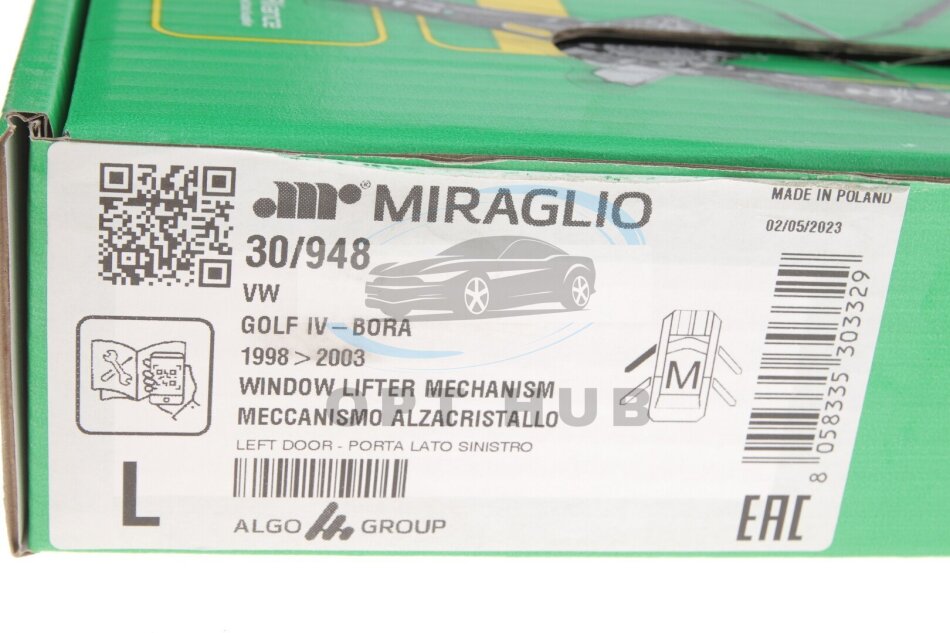 MIRAGLIO
MADE IN POLAND
30/948
02/05/2023
VW
GOLF IV – BORA
1998 > 2003
WINDOW LIFTER MECHANISM
MECCANISMO ALZACRISTALLO
LEFT DOOR - PORTA LATO SINISTRO
M
8 058335 303329
L
ALGO GROUP
EAC
OPT HUB